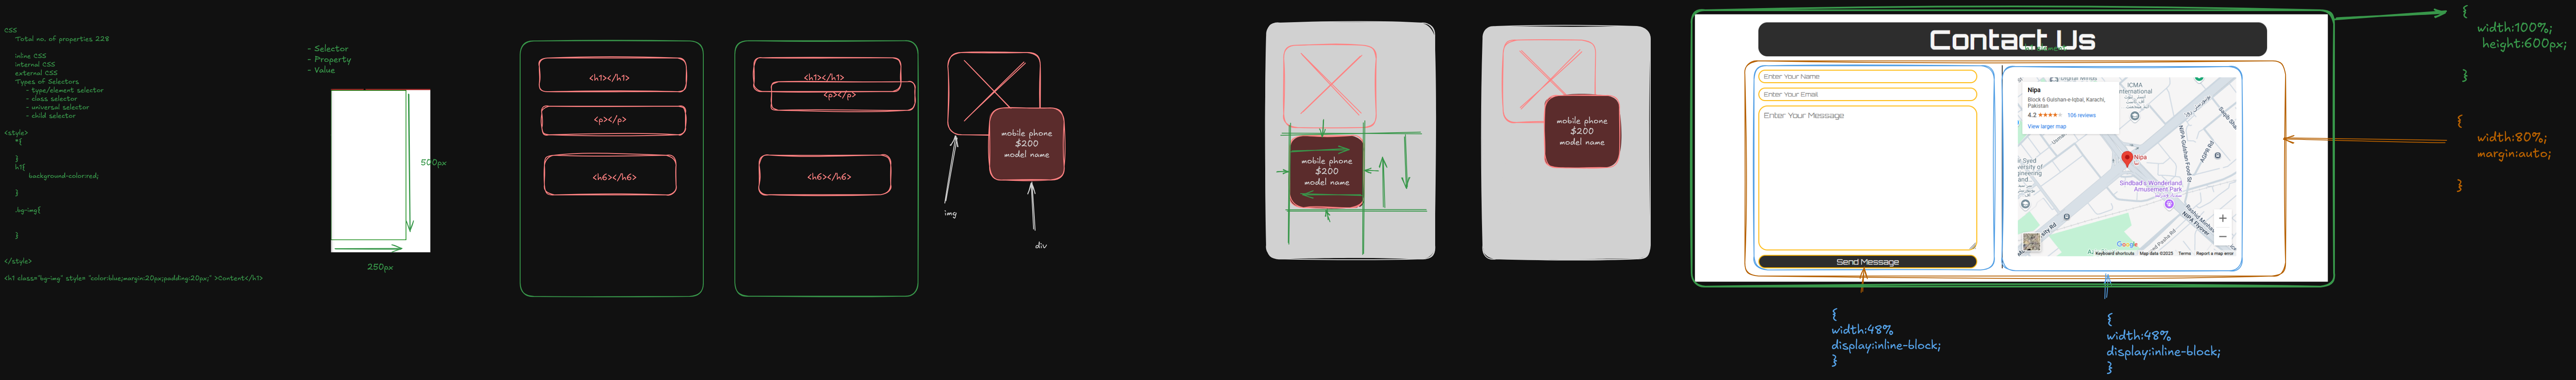 CSS
Total no. of properties 228
inline CSS
internal CSS
external CSS
Types of Selectors
- type/element selector
- class selector
- universal selector
- child selector
<style>
*{
}
h1{
background-color:red;
}
.bg-img{
}
</style>
<h1 class="bg-img" style= "color:blue;margin:20px;padding:20px;" >Content</h1>
- Selector
- Property
- Value
500px
250px
<h1></h1>
<p></p>
<h6></h6>
<h1></h1>
<p></p>
<h6></h6>
mobile phone
$200
model name
img
div
mobile phone
$200
model name
mobile phone
$200
model name
Contact Us
Enter Your Name
Enter Your Email
Enter Your Message
Send Message
Nipa
Block 6 Gulshan-e-Iqbal, Karachi,
Pakistan
4.2 ★★★★★ 106 reviews
View larger map
ICMA
International
Nipa
Sindbad's Wonderland
Amusement Park
Google
Keyboard shortcuts
Map data ©2025
Terms
Report a map error
{
width:100%;
height:600px;
}
{
width:80%;
margin:auto;
}
{
width:48%
display:inline-block;
}
{
width:48%
display:inline-block;
}